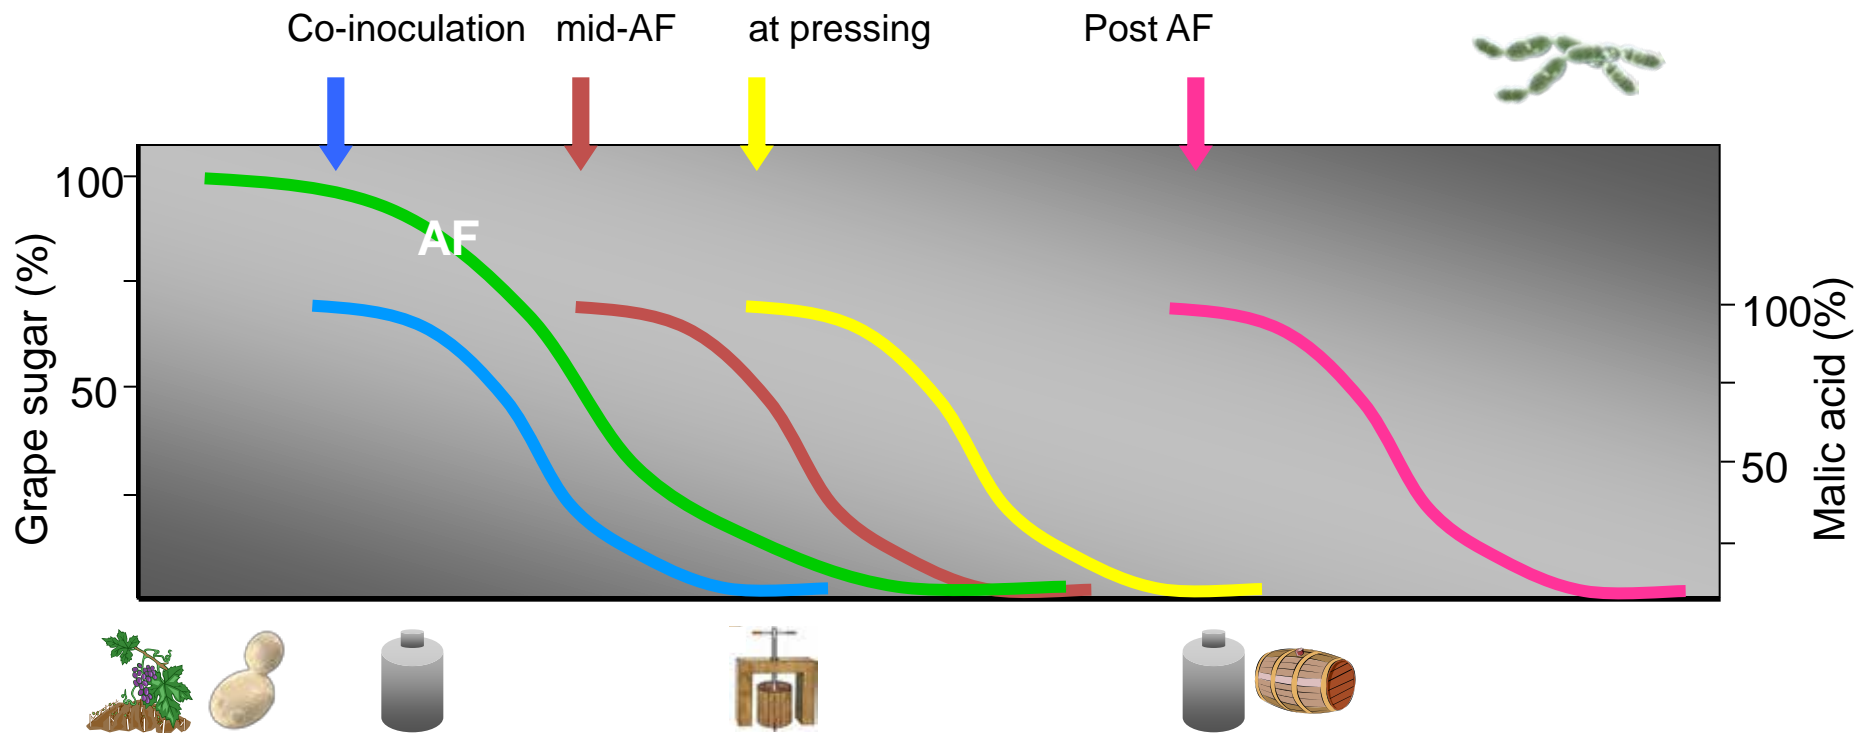 Co-inoculation mid-AF at pressing Post AF
100
AF
50
Grape sugar (%)
100
50
Malic acid (%)